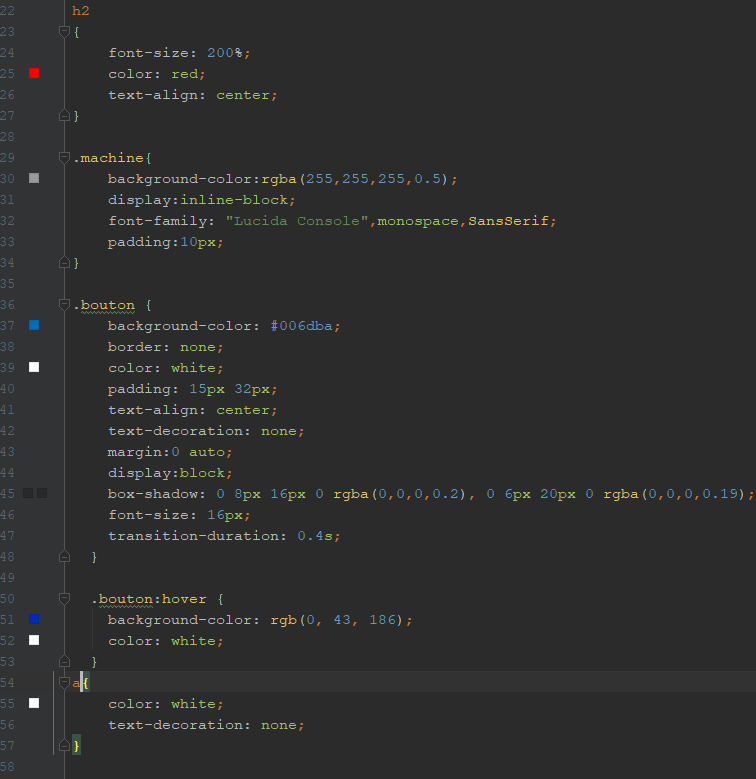 22 h2
23 {
24 font-size: 200%;
25 color: red;
26 text-align: center;
27 }
28
29 .machine{
30 background-color:rgba(255,255,255,0.5);
31 display:inline-block;
32 font-family: "Lucida Console",monospace,SansSerif;
33 padding:10px;
34 }
35
36 .bouton {
37 background-color: #006dba;
38 border: none;
39 color: white;
40 padding: 15px 32px;
41 text-align: center;
42 text-decoration: none;
43 margin:0 auto;
44 display:block;
45 box-shadow: 0 8px 16px 0 rgba(0,0,0,0.2), 0 6px 20px 0 rgba(0,0,0,0.19);
46 font-size: 16px;
47 transition-duration: 0.4s;
48 }
49
50 .bouton:hover {
51 background-color: rgb(0, 43, 186);
52 color: white;
53 }
54 a{
55 color: white;
56 text-decoration: none;
57 }
58